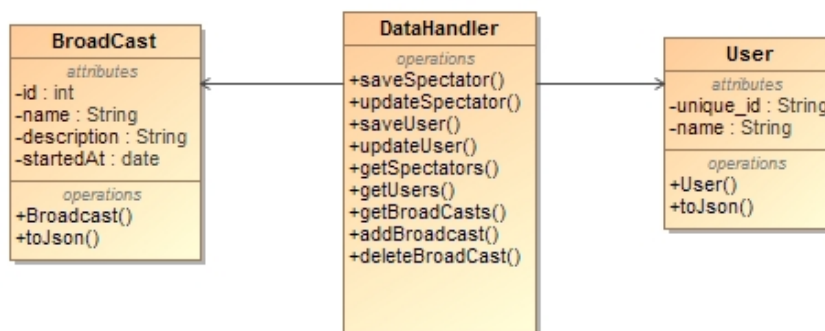 BroadCast
attributes
-id : int
-name : String
-description : String
-startedAt : date
operations
+Broadcast()
+toJson()
DataHandler
operations
+saveSpectator()
+updateSpectator()
+saveUser()
+updateUser()
+getSpectators()
+getUsers()
+getBroadCasts()
+addBroadcast()
+deleteBroadCast()
User
attributes
-unique_id : String
-name : String
operations
+User()
+toJson()